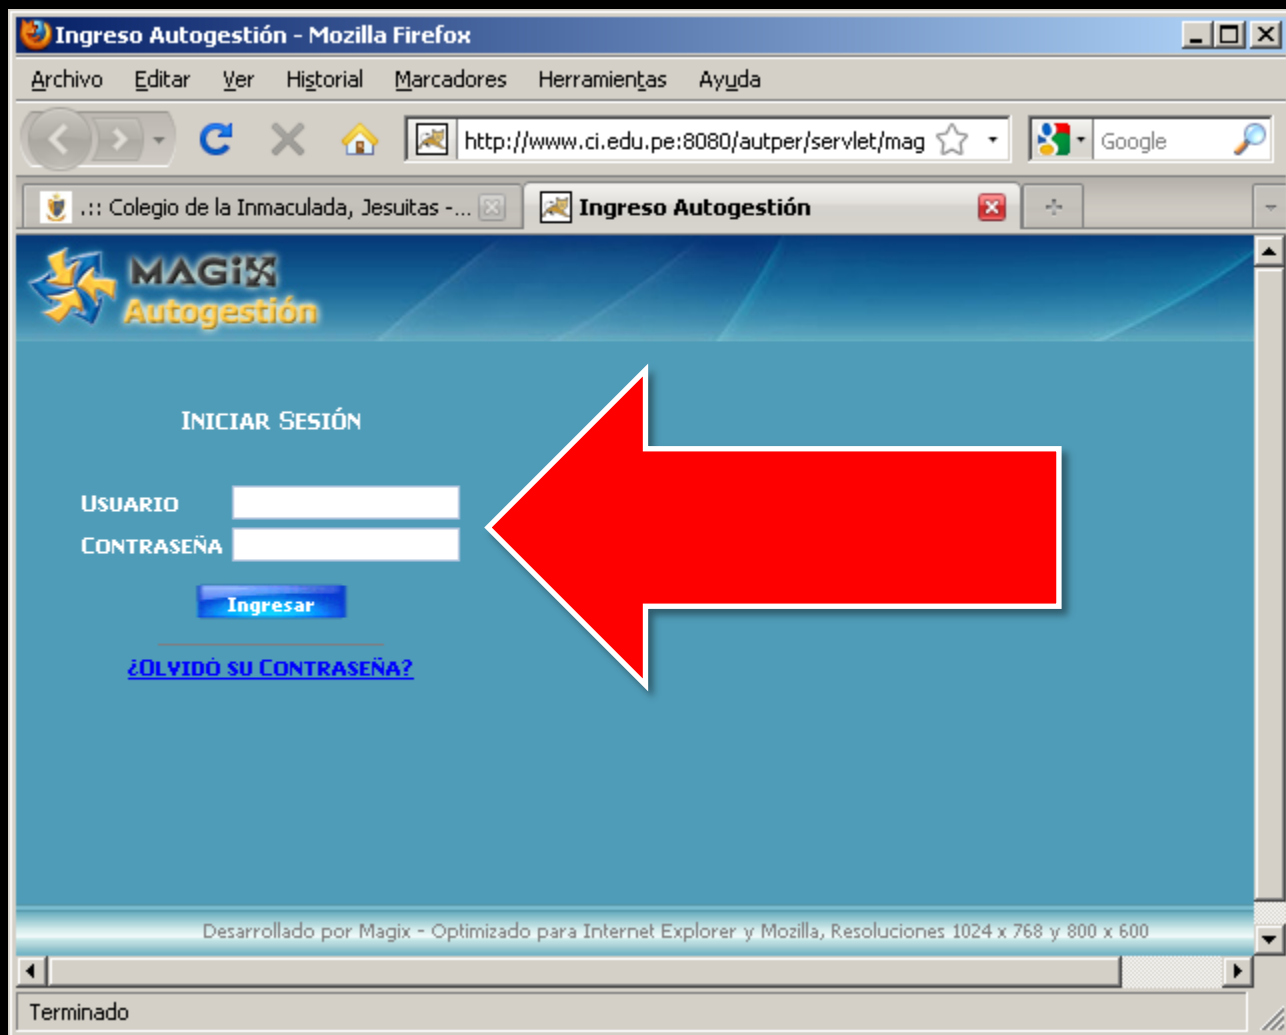 Ingreso Autogestión - Mozilla Firefox
Archivo Editar Ver Historial Marcadores Herramientas Ayuda
http://www.ci.edu.pe:8080/autper/servlet/mag Google
.:: Colegio de la Inmaculada, Jesuitas -... Ingreso Autogestión
MAGiX
Autogestión
INICIAR SESIÓN
USUARIO
CONTRASEÑA
Ingresar
¿OLVIDÓ SU CONTRASEÑA?
Desarrollado por Magix - Optimizado para Internet Explorer y Mozilla, Resoluciones 1024 x 768 y 800 x 600
Terminado